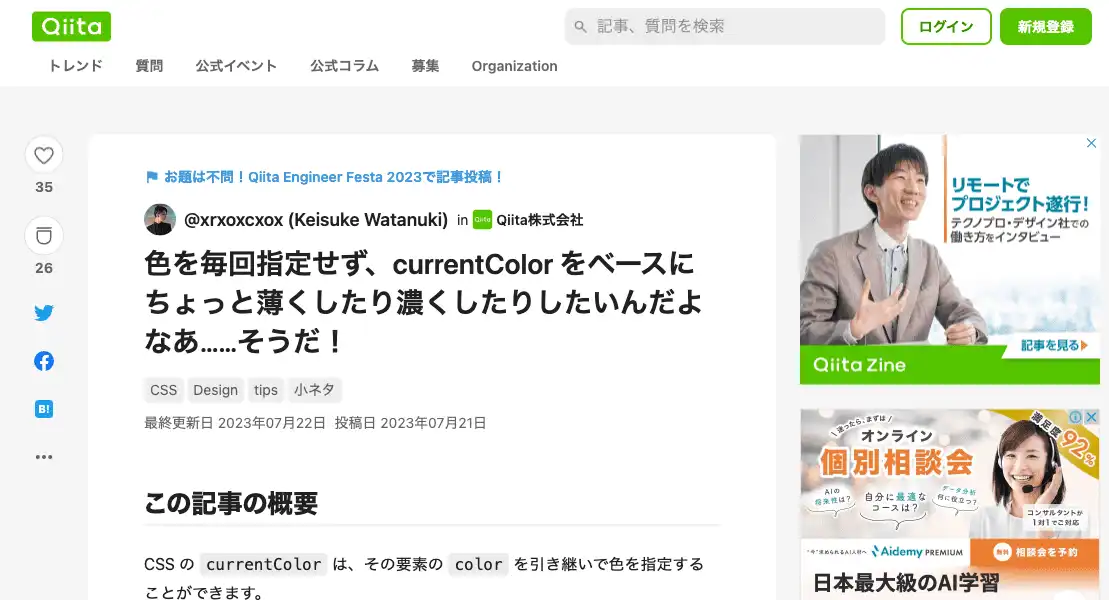 Qiita
記事、質問を検索
ログイン
新規登録
トレンド
質問
公式イベント
公式コラム
募集
Organization
35
26
B!
お題は不問！Qiita Engineer Festa 2023で記事投稿！
@xrxoxcxox (Keisuke Watanuki) in Qiita Qiita株式会社
色を毎回指定せず、currentColor をベースに
ちょっと薄くしたり濃くしたりしたいんだよ
なあ……そうだ！
CSS
Design
tips
小ネタ
最終更新日 2023年07月22日 投稿日 2023年07月21日
この記事の概要
CSS の currentColor は、その要素の color を引き継いで色を指定する
ことができます。
リモートで
プロジェクト遂行！
テクノプロ・デザイン社での
働き方をインタビュー
記事を見る
Qiita Zine
迷ったら、まずは
オンライン
個別相談会
満足度
92%
AIの
将来性は？
自分に最適な
コースは？
データ分析
何に役立つ？
コンサルタントが
1対1でご対応
"今"求められるAI人材へ Aidemy PREMIUM
無料 相談会を予約
日本最大級のAI学習